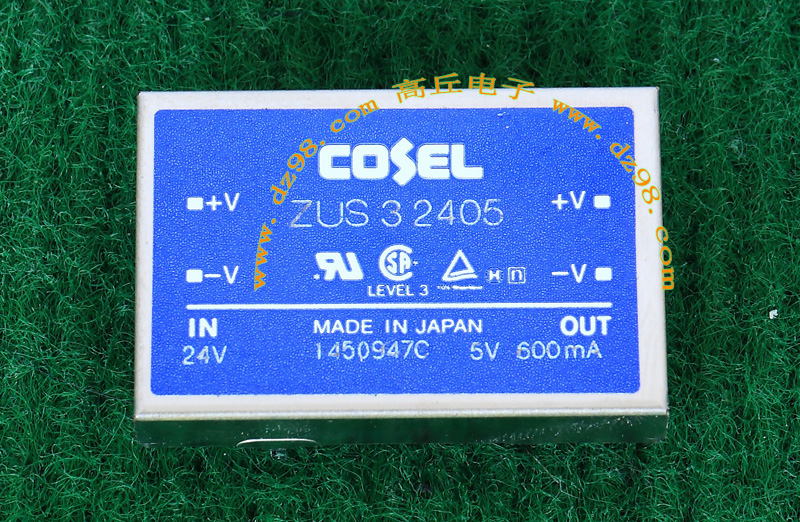 www.dz98.com 高丘电子 www.dz98.com
COSEL
+V ZUS 3 2405 +V
−V −V
SA
LEVEL 3
IN MADE IN JAPAN OUT
24V 1450947C 5V 600mA